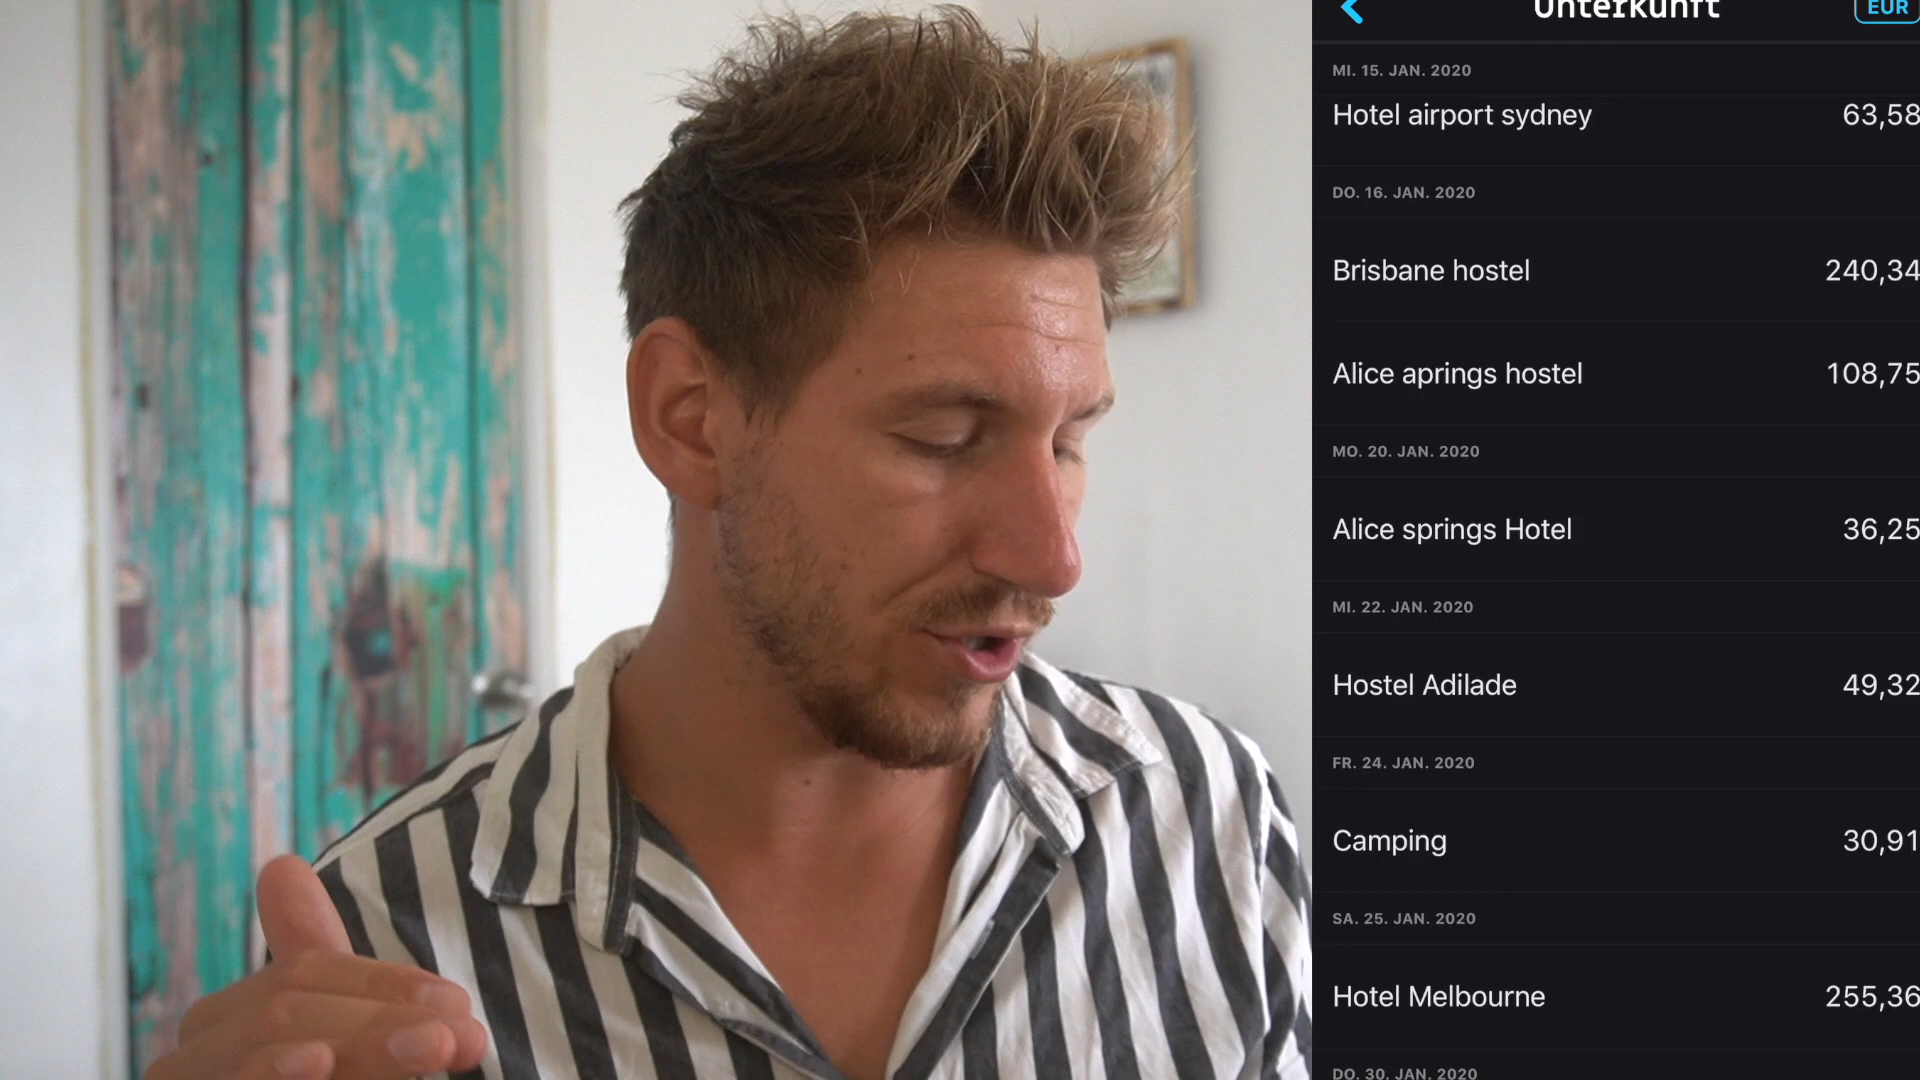 Unterkunft
EUR
MI. 15. JAN. 2020
Hotel airport sydney 63,58
DO. 16. JAN. 2020
Brisbane hostel 240,34
Alice aprings hostel 108,75
MO. 20. JAN. 2020
Alice springs Hotel 36,25
MI. 22. JAN. 2020
Hostel Adilade 49,32
FR. 24. JAN. 2020
Camping 30,91
SA. 25. JAN. 2020
Hotel Melbourne 255,36
DO. 30. JAN. 2020